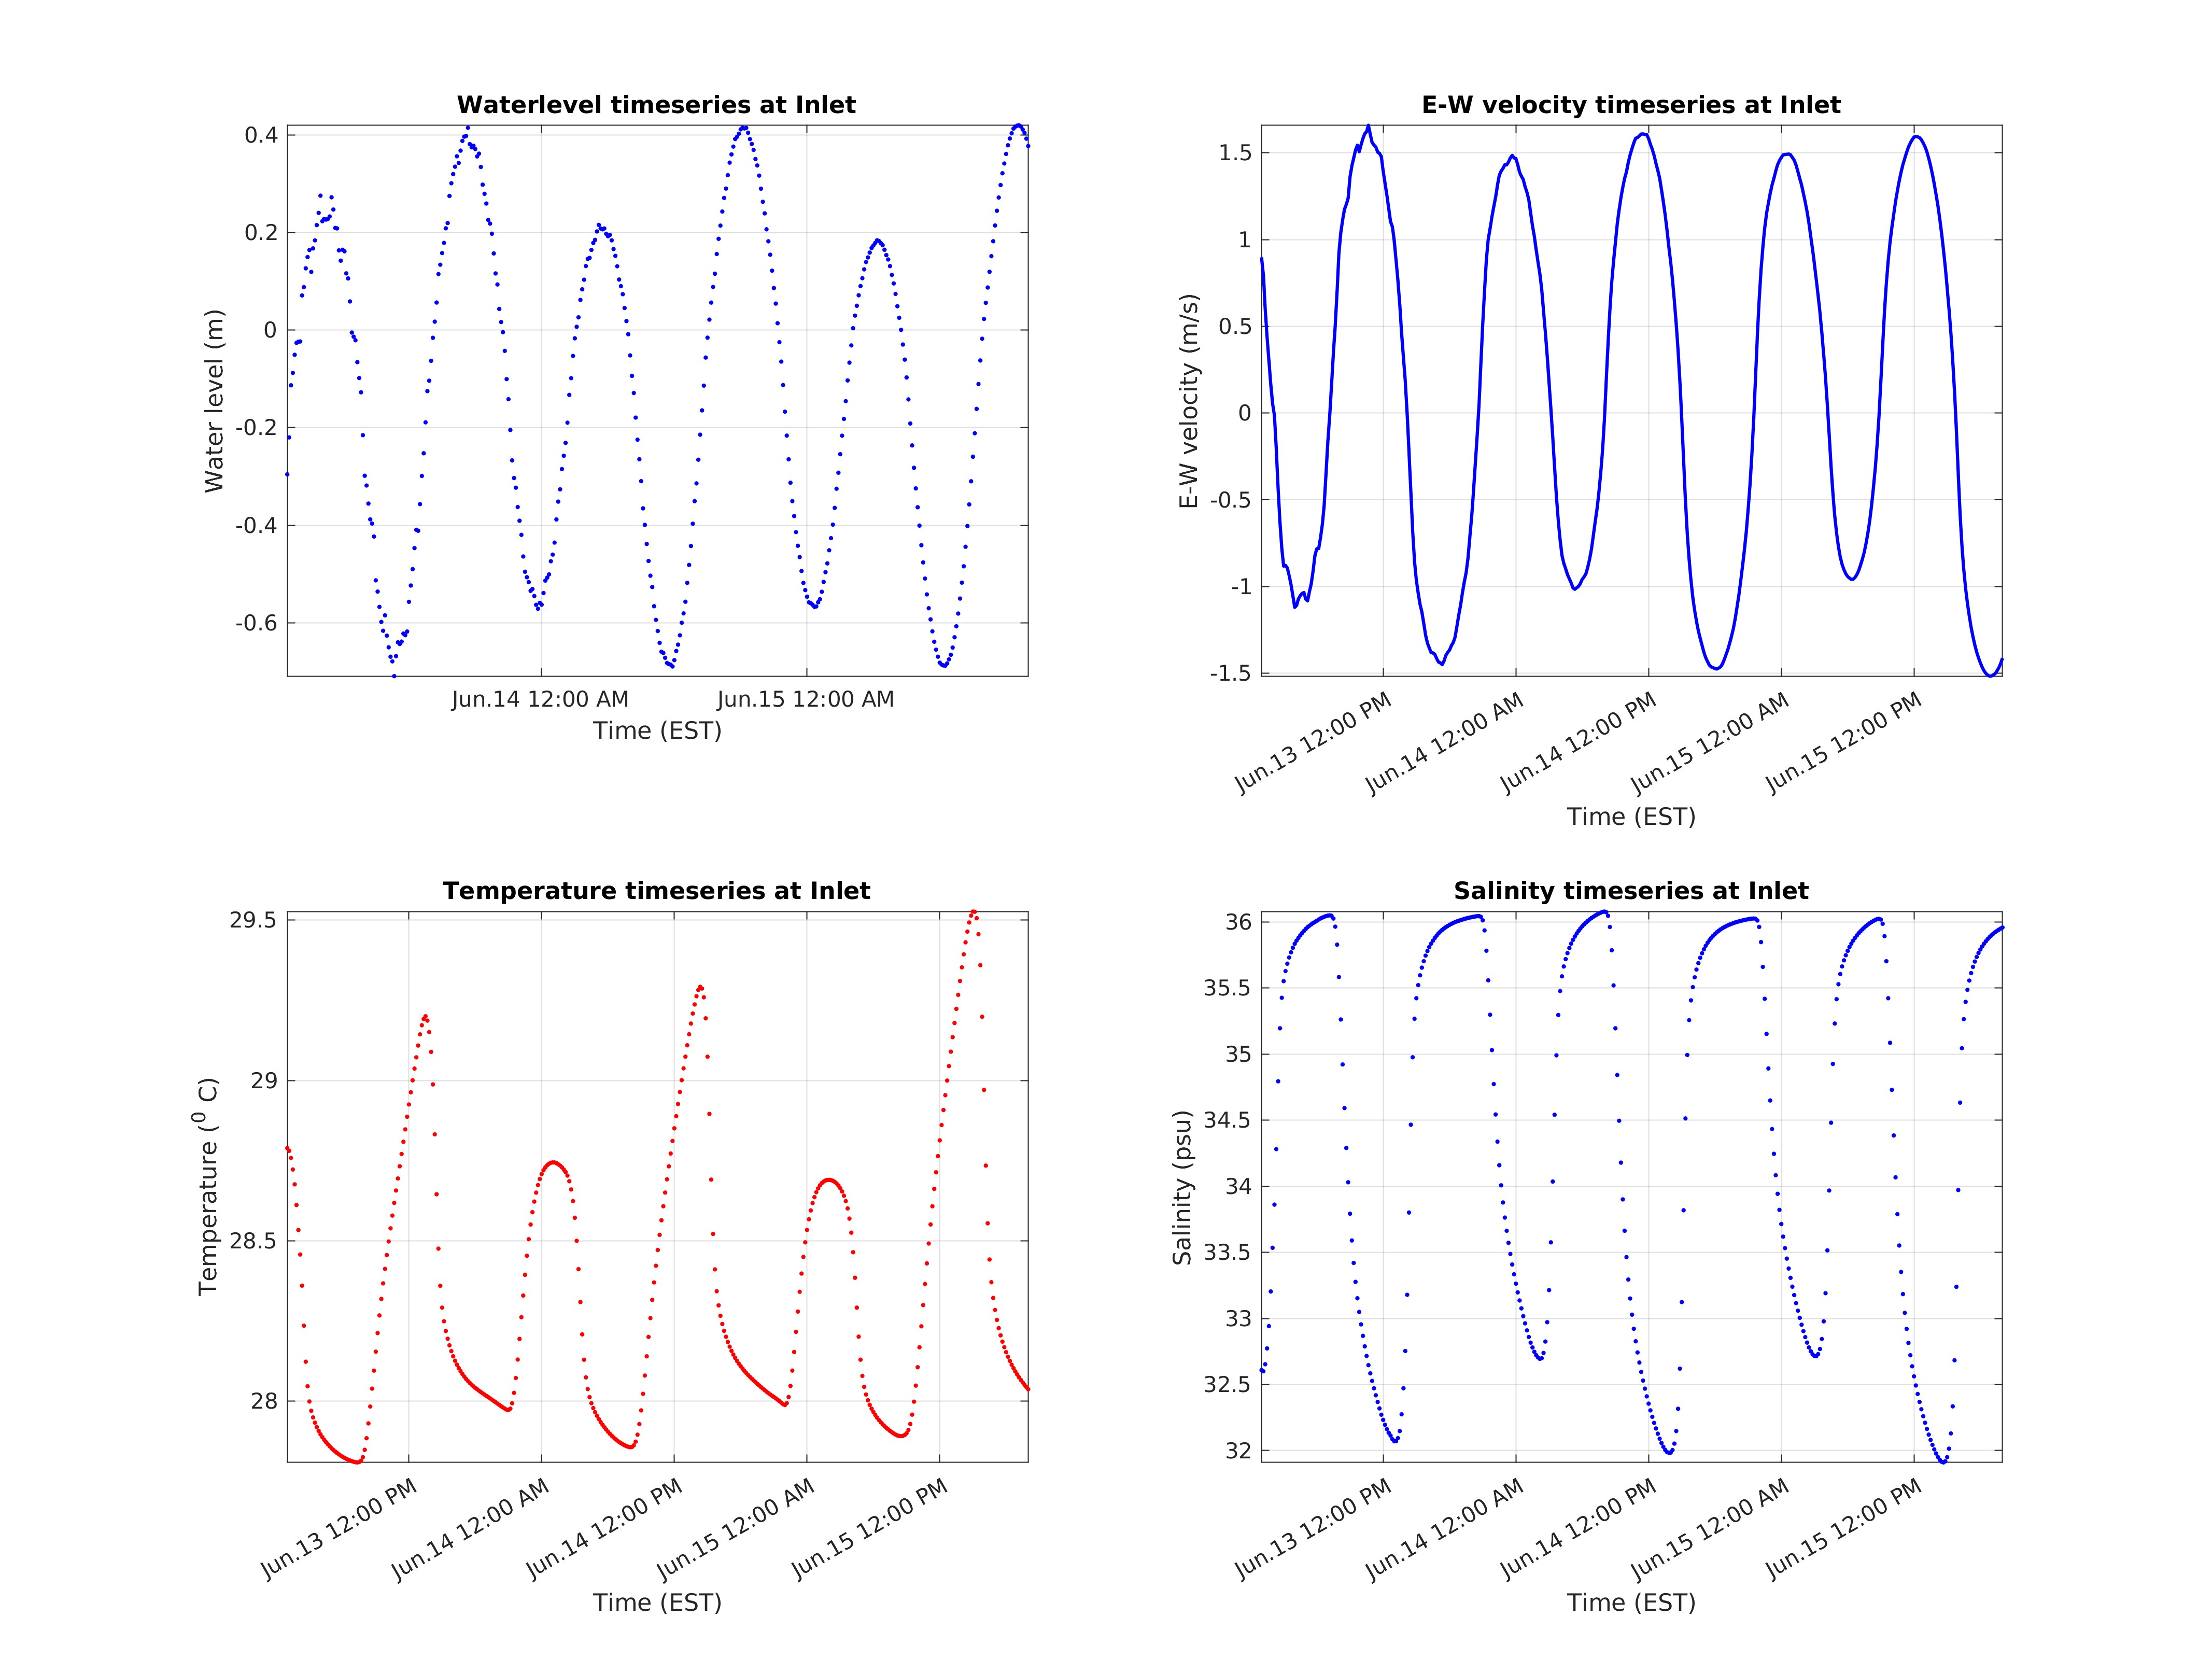 Waterlevel timeseries at Inlet
0.4
0.2
0
-0.2
-0.4
-0.6
Water level (m)
Jun.14 12:00 AM
Jun.15 12:00 AM
Time (EST)
E-W velocity timeseries at Inlet
1.5
1
0.5
0
-0.5
-1
-1.5
E-W velocity (m/s)
Jun.13 12:00 PM
Jun.14 12:00 AM
Jun.14 12:00 PM
Jun.15 12:00 AM
Jun.15 12:00 PM
Time (EST)
Temperature timeseries at Inlet
29.5
29
28.5
28
Temperature (⁰ C)
Jun.13 12:00 PM
Jun.14 12:00 AM
Jun.14 12:00 PM
Jun.15 12:00 AM
Jun.15 12:00 PM
Time (EST)
Salinity timeseries at Inlet
36
35.5
35
34.5
34
33.5
33
32.5
32
Salinity (psu)
Jun.13 12:00 PM
Jun.14 12:00 AM
Jun.14 12:00 PM
Jun.15 12:00 AM
Jun.15 12:00 PM
Time (EST)